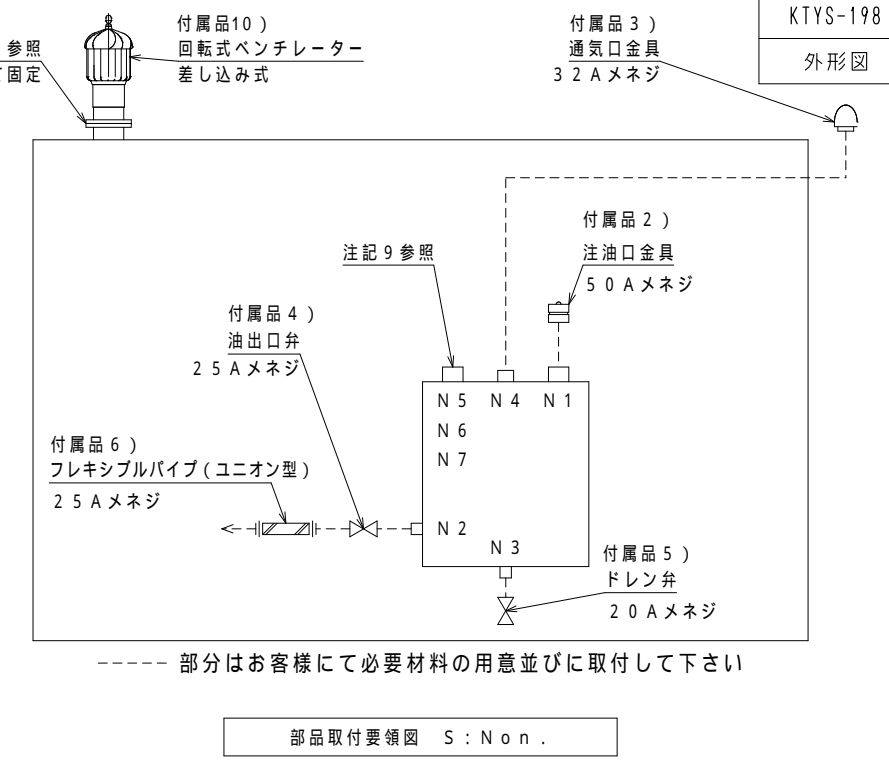 KTYS-198
外形図
参照
て固定
付属品10)
回転式ベンチレーター
差し込み式
付属品3)
通気口金具
32Aメネジ
付属品2)
注油口金具
50Aメネジ
注記9参照
付属品4)
油出口弁
25Aメネジ
N5 N4 N1
N6
N7
付属品6)
フレキシブルパイプ(ユニオン型)
25Aメネジ
N2
N3
付属品5)
ドレン弁
20Aメネジ
----- 部分はお客様にて必要材料の用意並びに取付して下さい
部品取付要領図 S:Non.